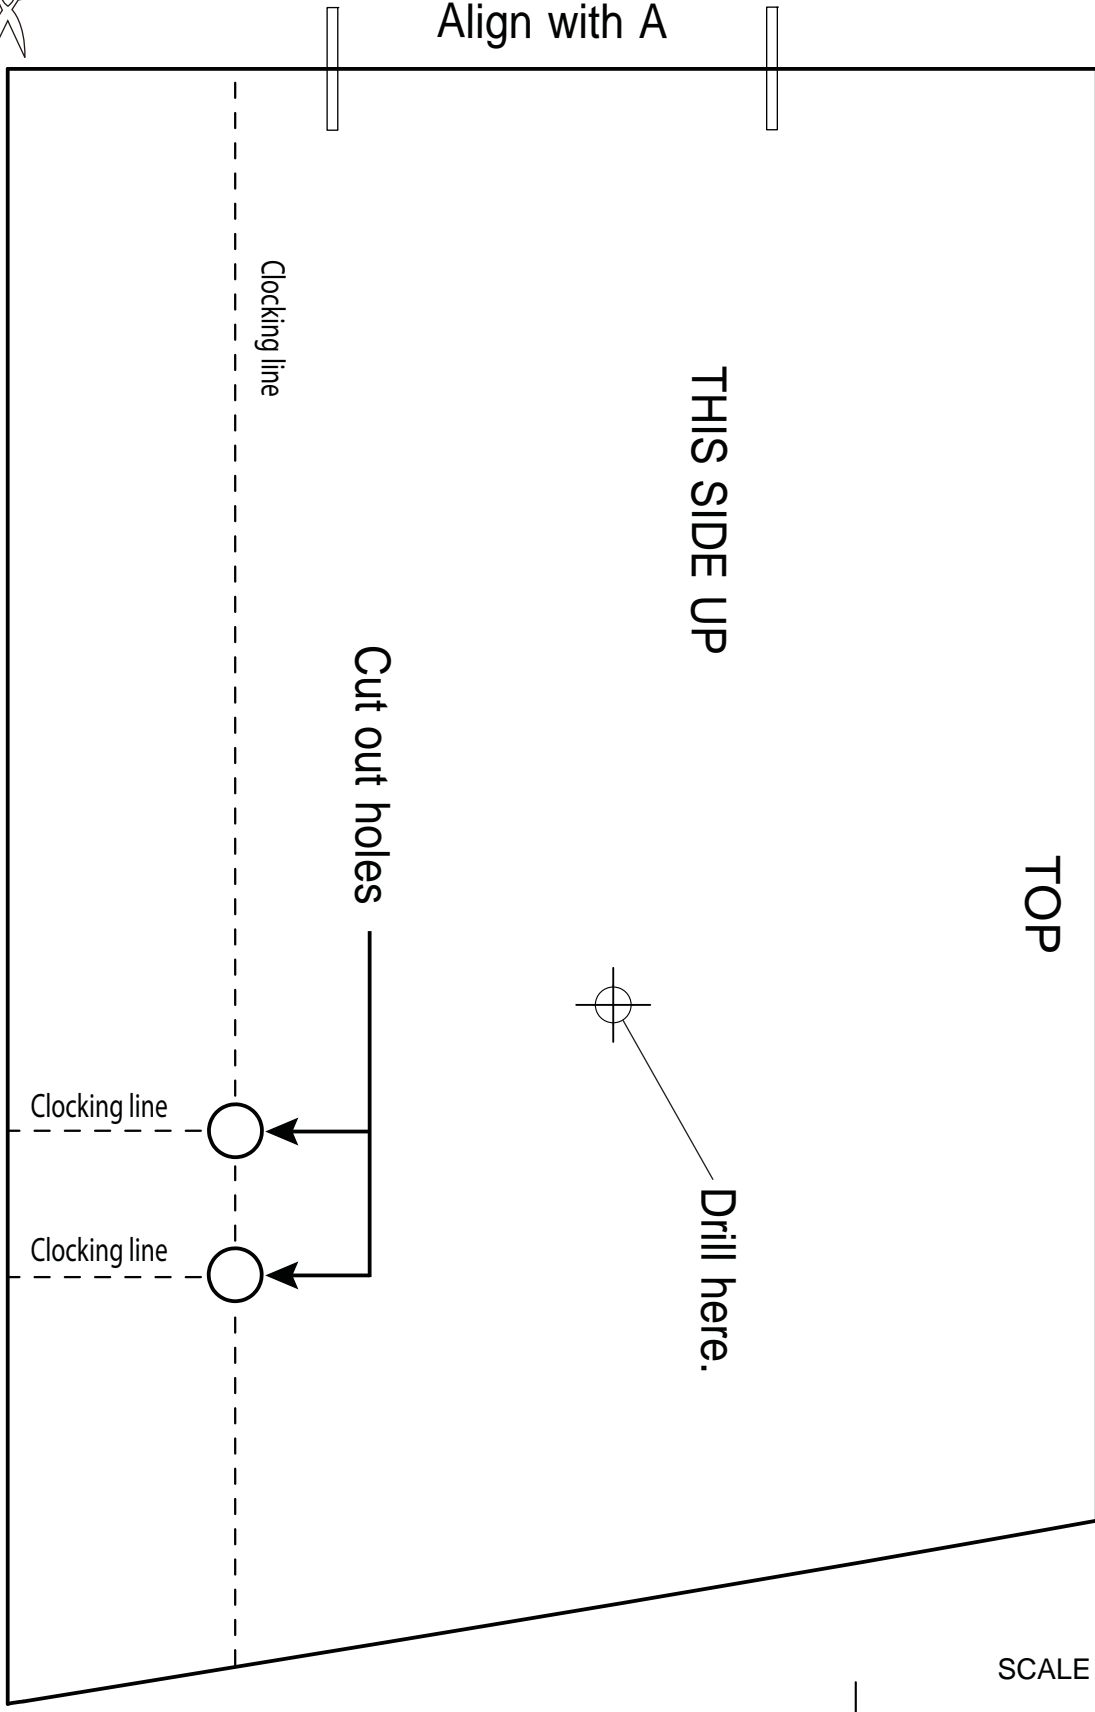 Align with A
Clocking line
THIS SIDE UP
Cut out holes
TOP
Clocking line
Drill here.
Clocking line
SCALE